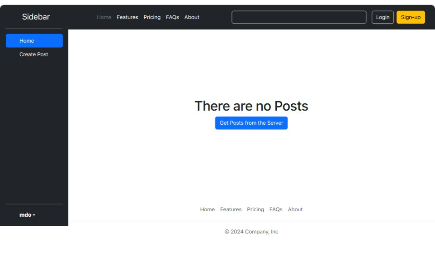 Sidebar
Home Features Pricing FAQs About
Login Sign-up
Home
Create Post
There are no Posts
Get Posts from the Server
mdo
Home Features Pricing FAQs About
© 2024 Company, Inc